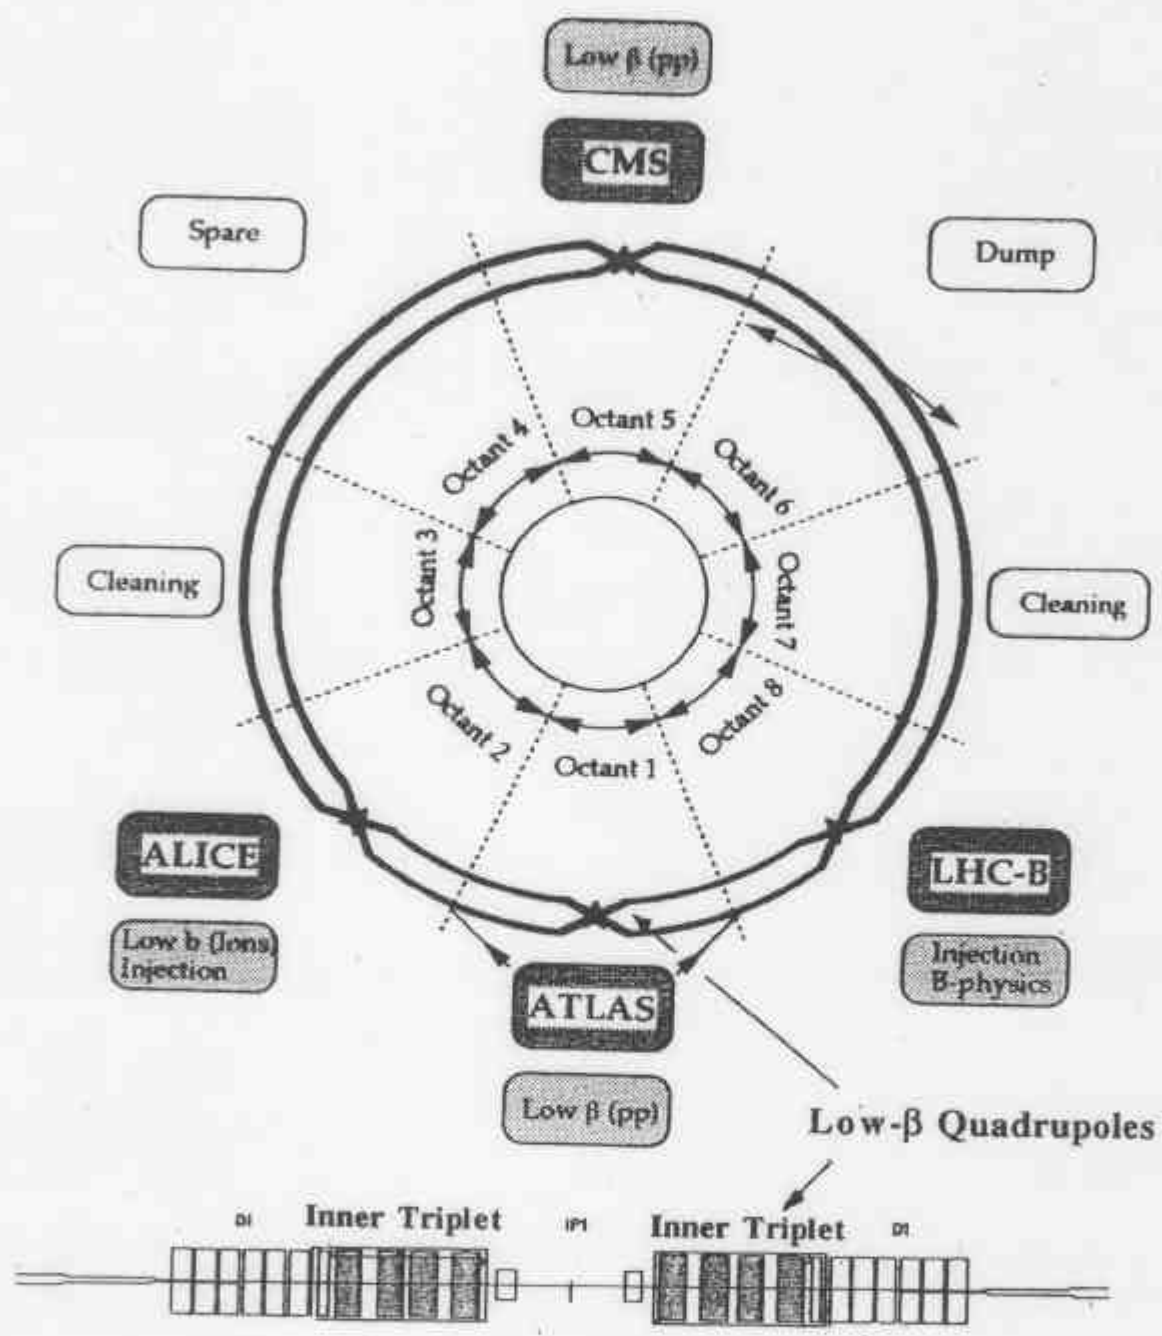 Low β (pp)
CMS
Spare
Dump
Octant 5
Octant 4
Octant 6
Octant 3
Octant 7
Cleaning
Cleaning
Octant 2
Octant 8
Octant 1
ALICE
LHC-B
Low b (Ions)
Injection
Injection
B-physics
ATLAS
Low β (pp)
Low-β Quadrupoles
D1 Inner Triplet IP1 Inner Triplet D1